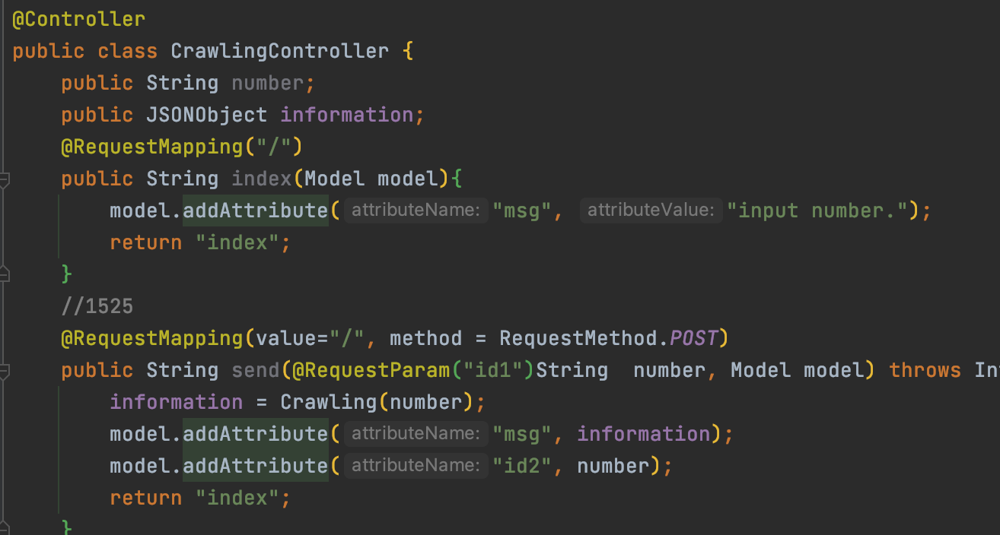 @Controller
public class CrawlingController {
    public String number;
    public JSONObject information;
    @RequestMapping("/")
    public String index(Model model){
        model.addAttribute( attributeName: "msg", attributeValue: "input number.");
        return "index";
    }
    //1525
    @RequestMapping(value="/", method = RequestMethod.POST)
    public String send(@RequestParam("id1")String  number, Model model) throws
        information = Crawling(number);
        model.addAttribute( attributeName: "msg", information);
        model.addAttribute( attributeName: "id2", number);
        return "index";
    }